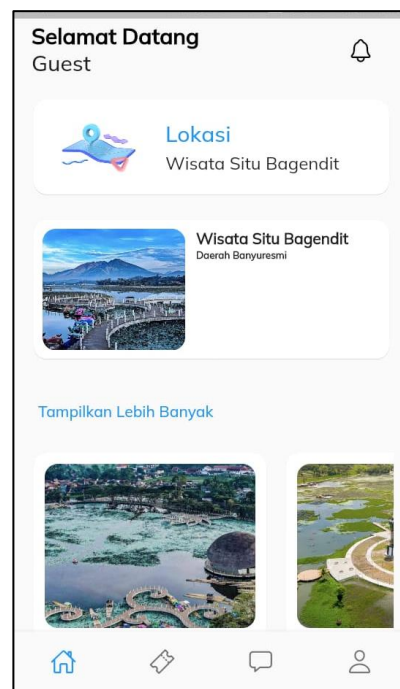 Selamat Datang
Guest
Lokasi
Wisata Situ Bagendit
Wisata Situ Bagendit
Daerah Banyuresmi
Tampilkan Lebih Banyak